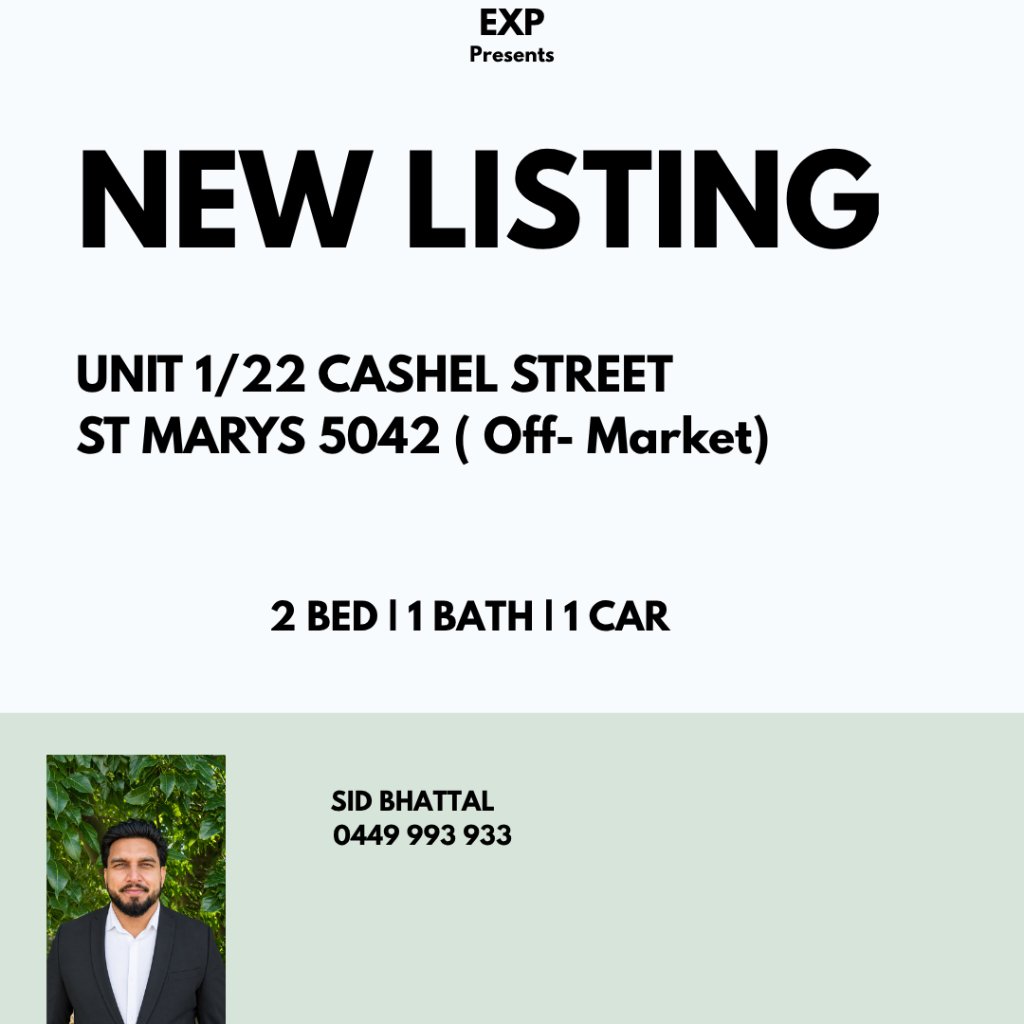 EXP
Presents
NEW LISTING
UNIT 1/22 CASHEL STREET
ST MARYS 5042 ( Off- Market)
2 BED | 1 BATH | 1 CAR
SID BHATTAL
0449 993 933